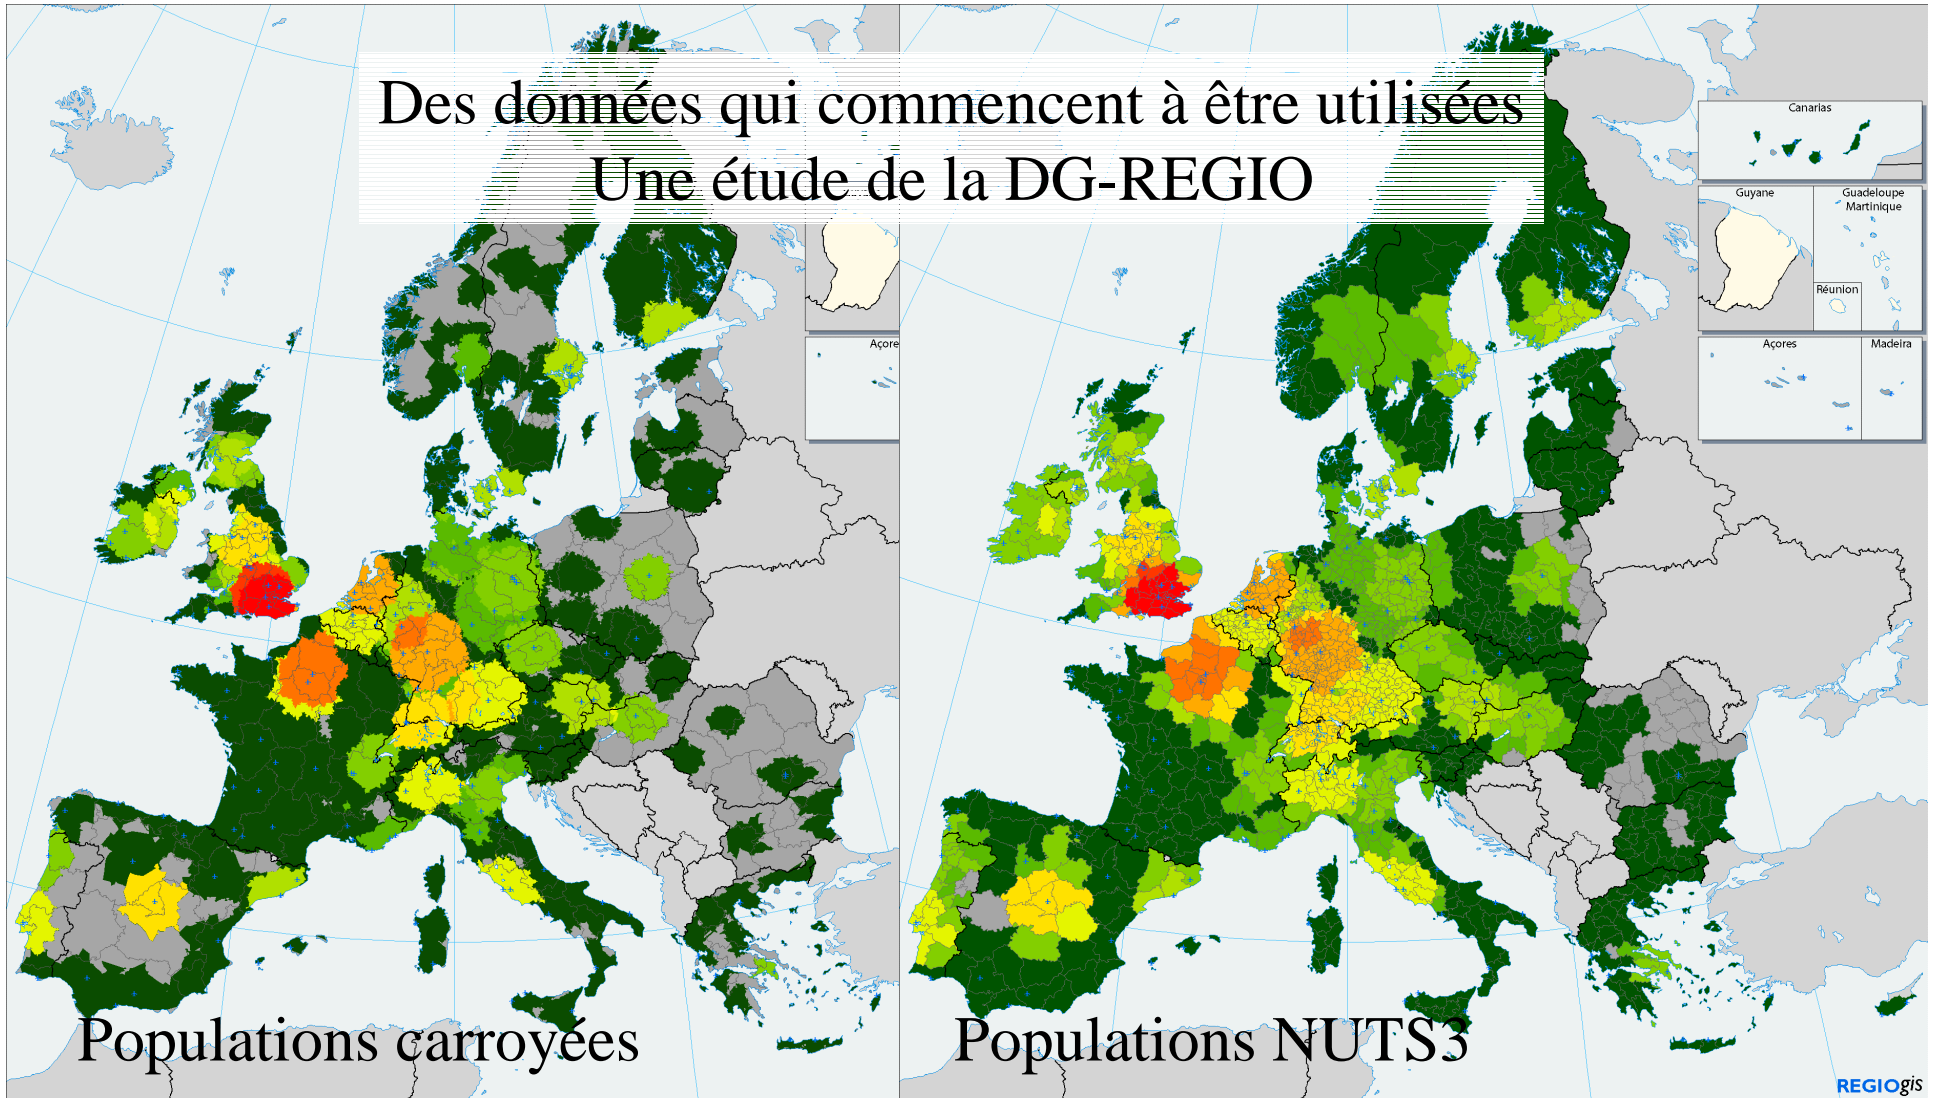 Des données qui commencent à être utilisées
Une étude de la DG-REGIO
Canarias
Guyane
Guadeloupe
Martinique
Réunion
Açore
Açores
Madeira
Populations carroyées
Populations NUTS3
REGIOgis